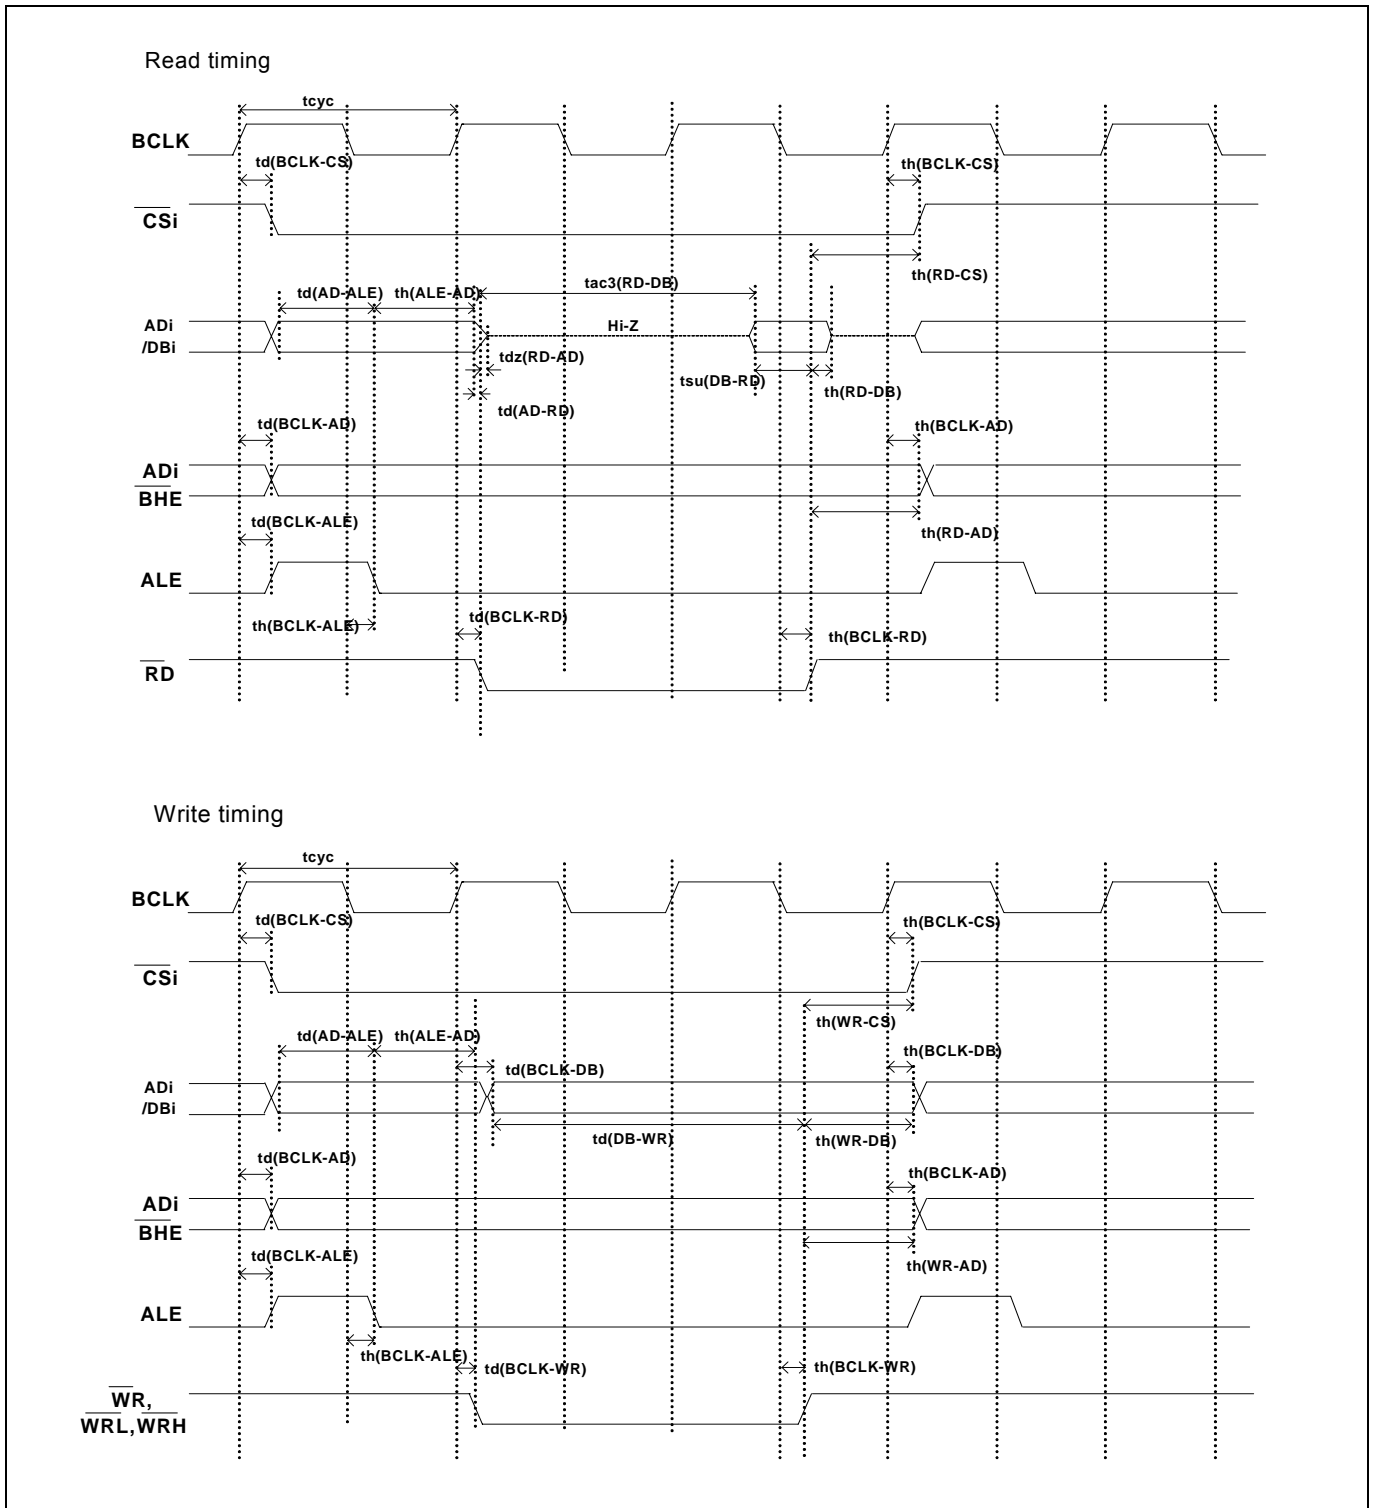 Read timing
tcyc
BCLK
td(BCLK-CS)
th(BCLK-CS)
CSi
th(RD-CS)
tac3(RD-DB)
td(AD-ALE)
th(ALE-AD)
ADi
/DBi
Hi-Z
tdz(RD-AD)
tsu(DB-RD)
th(RD-DB)
td(AD-RD)
td(BCLK-AD)
th(BCLK-AD)
ADi
BHE
td(BCLK-ALE)
th(RD-AD)
ALE
th(BCLK-ALE)
td(BCLK-RD)
th(BCLK-RD)
RD
Write timing
tcyc
BCLK
td(BCLK-CS)
th(BCLK-CS)
CSi
th(WR-CS)
td(AD-ALE)
th(ALE-AD)
th(BCLK-DB)
td(BCLK-DB)
ADi
/DBi
td(DB-WR)
th(WR-DB)
td(BCLK-AD)
th(BCLK-AD)
ADi
BHE
td(BCLK-ALE)
th(WR-AD)
ALE
th(BCLK-ALE)
td(BCLK-WR)
th(BCLK-WR)
WR,
WRL,WRH